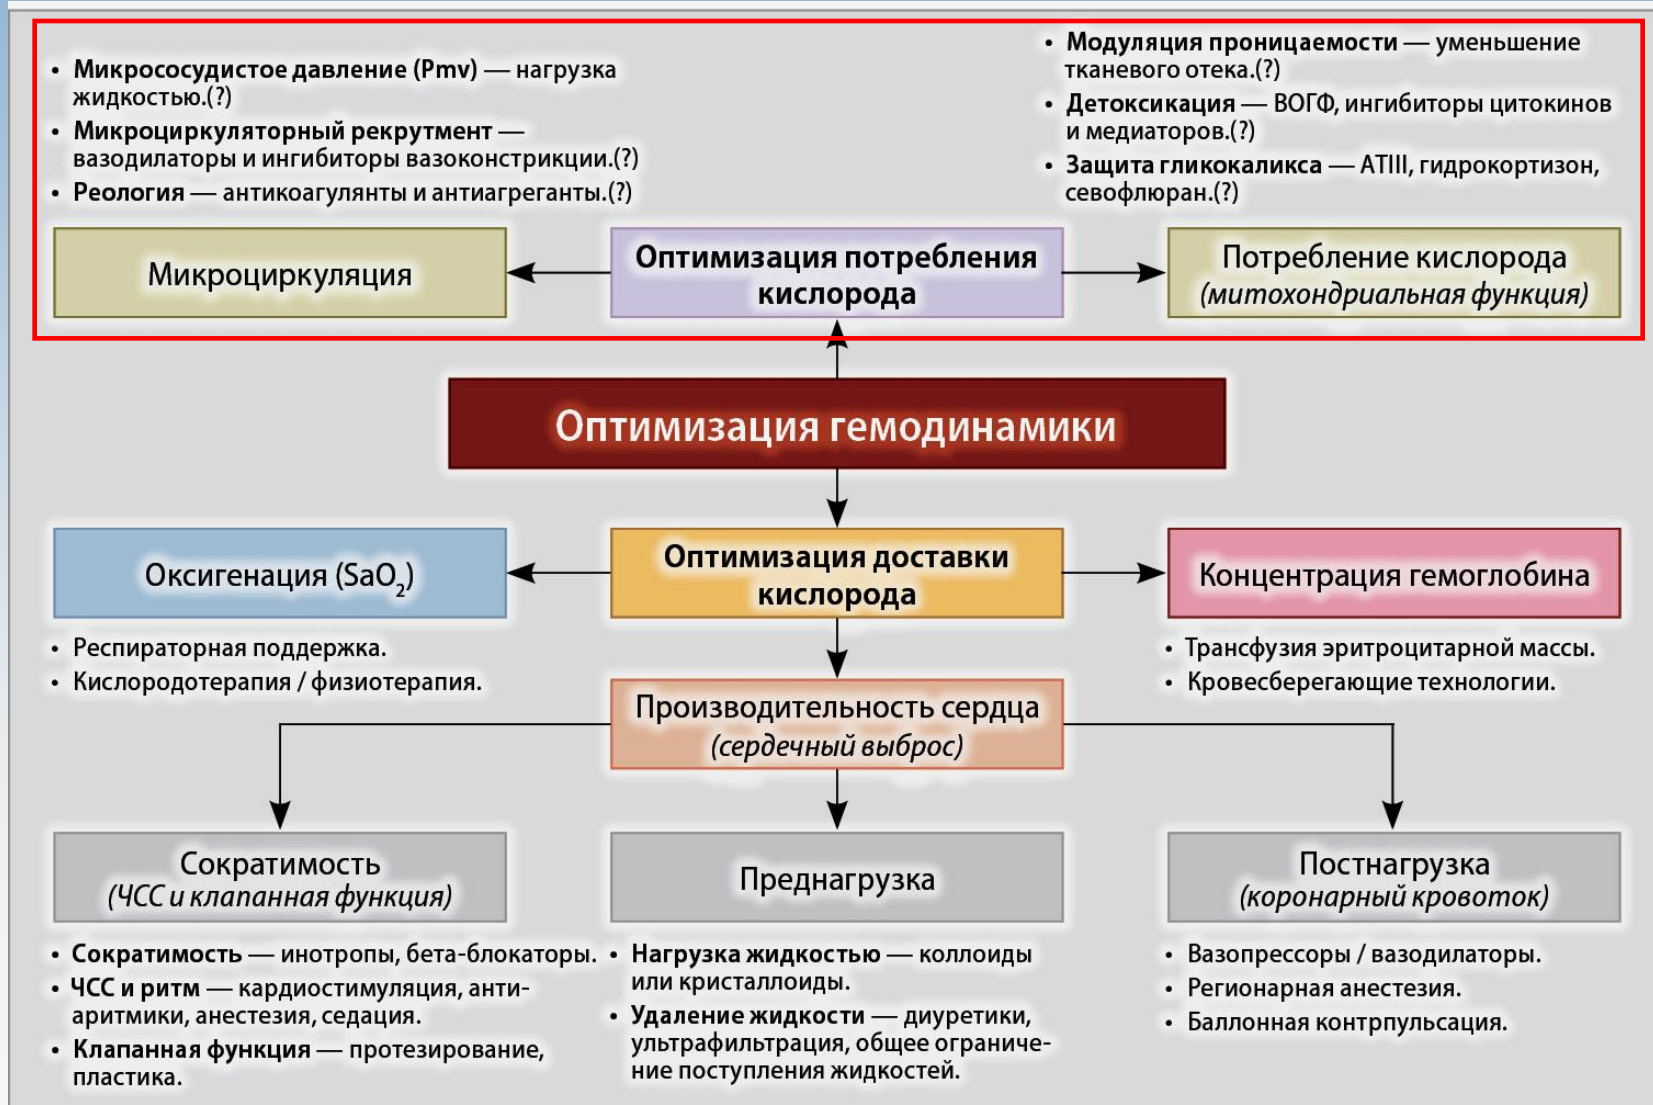 • Микрососудистое давление (Pmv) — нагрузка
жидкостью.(?)
• Микроциркуляторный рекрутмент —
вазодилаторы и ингибиторы вазоконстрикции.(?)
• Реология — антикоагулянты и антиагреганты.(?)
• Модуляция проницаемости — уменьшение
тканевого отека.(?)
• Детоксикация — ВОГФ, ингибиторы цитокинов
и медиаторов.(?)
• Защита гликокаликса — АТIII, гидрокортизон,
севофлюран.(?)
Микроциркуляция
Оптимизация потребления
кислорода
Потребление кислорода
(митохондриальная функция)
Оптимизация гемодинамики
Оксигенация (SaO₂)
Оптимизация доставки
кислорода
Концентрация гемоглобина
• Респираторная поддержка.
• Кислородотерапия / физиотерапия.
• Трансфузия эритроцитарной массы.
• Кровесберегающие технологии.
Производительность сердца
(сердечный выброс)
Сократимость
(ЧСС и клапанная функция)
Преднагрузка
Постнагрузка
(коронарный кровоток)
• Сократимость — инотропы, бета-блокаторы.
• ЧСС и ритм — кардиостимуляция, анти-
аритмики, анестезия, седация.
• Клапанная функция — протезирование,
пластика.
• Нагрузка жидкостью — коллоиды
или кристаллоиды.
• Удаление жидкости — диуретики,
ультрафильтрация, общее ограниче-
ние поступления жидкостей.
• Вазопрессоры / вазодилаторы.
• Регионарная анестезия.
• Баллонная контрпульсация.